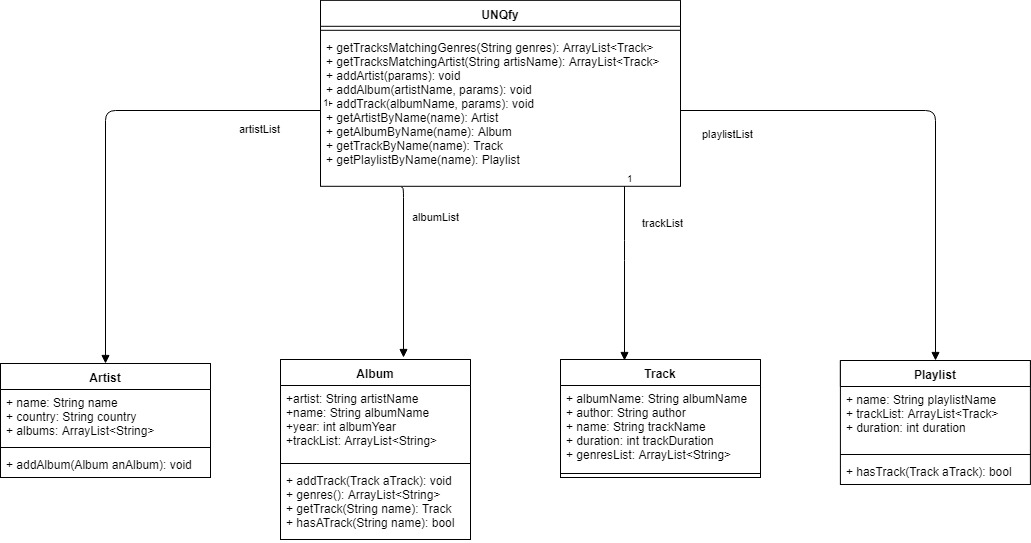 UNQfy
+ getTracksMatchingGenres(String genres): ArrayList<Track>
+ getTracksMatchingArtist(String artisName): ArrayList<Track>
+ addArtist(params): void
+ addAlbum(artistName, params): void
1
+ addTrack(albumName, params): void
+ getArtistByName(name): Artist
+ getAlbumByName(name): Album
+ getTrackByName(name): Track
+ getPlaylistByName(name): Playlist
1
artistList
playlistList
albumList
trackList
Artist
+ name: String name
+ country: String country
+ albums: ArrayList<String>
+ addAlbum(Album anAlbum): void
Album
+artist: String artistName
+name: String albumName
+year: int albumYear
+trackList: ArrayList<String>
+ addTrack(Track aTrack): void
+ genres(): ArrayList<String>
+ getTrack(String name): Track
+ hasATrack(String name): bool
Track
+ albumName: String albumName
+ author: String author
+ name: String trackName
+ duration: int trackDuration
+ genresList: ArrayList<String>
Playlist
+ name: String playlistName
+ trackList: ArrayList<Track>
+ duration: int duration
+ hasTrack(Track aTrack): bool